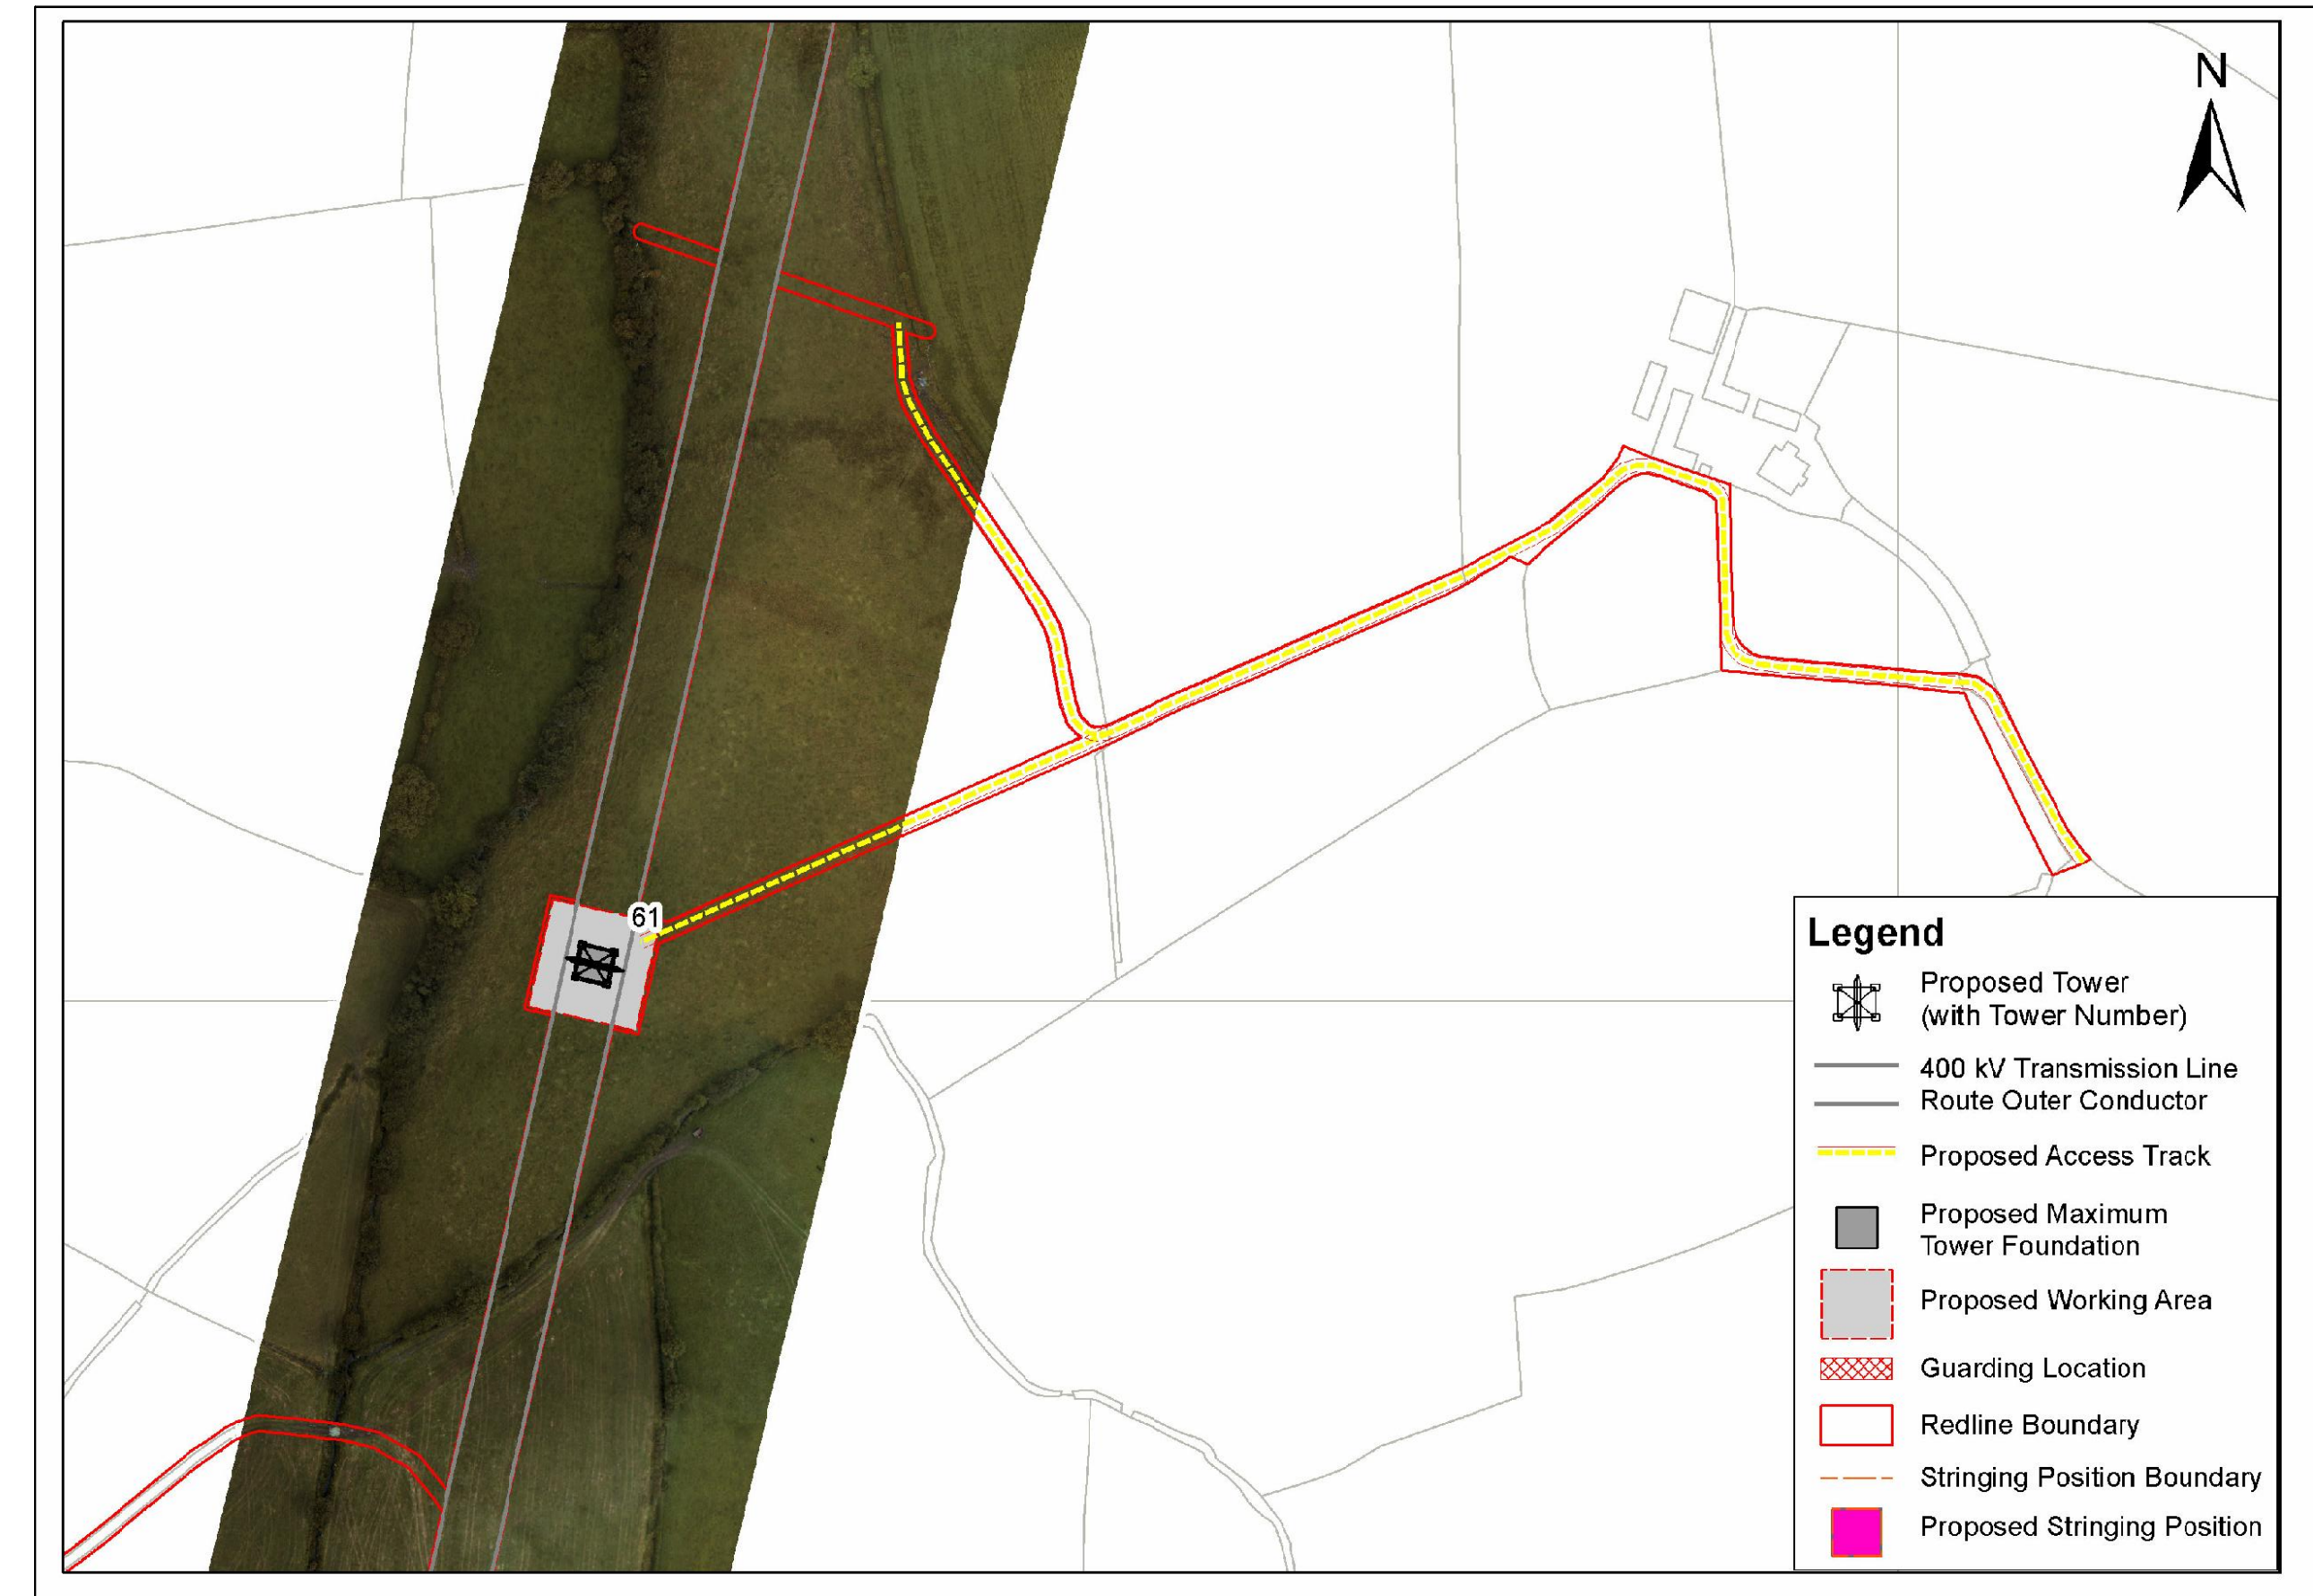 N
61
Legend
Proposed Tower
(with Tower Number)
400 kV Transmission Line
Route Outer Conductor
Proposed Access Track
Proposed Maximum
Tower Foundation
Proposed Working Area
Guarding Location
Redline Boundary
Stringing Position Boundary
Proposed Stringing Position